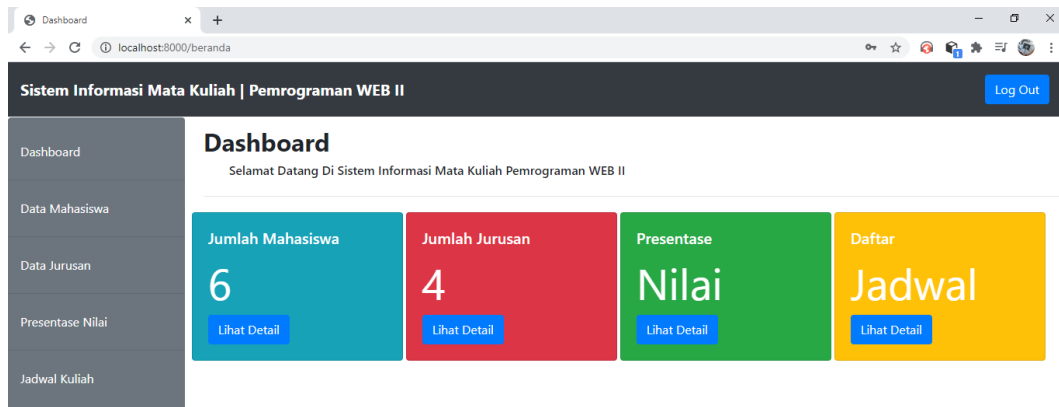 Dashboard
localhost:8000/beranda
1
Sistem Informasi Mata Kuliah | Pemrograman WEB II
Log Out
Dashboard
Data Mahasiswa
Data Jurusan
Presentase Nilai
Jadwal Kuliah
Dashboard
Selamat Datang Di Sistem Informasi Mata Kuliah Pemrograman WEB II
Jumlah Mahasiswa
6
Lihat Detail
Jumlah Jurusan
4
Lihat Detail
Presentase
Nilai
Lihat Detail
Daftar
Jadwal
Lihat Detail